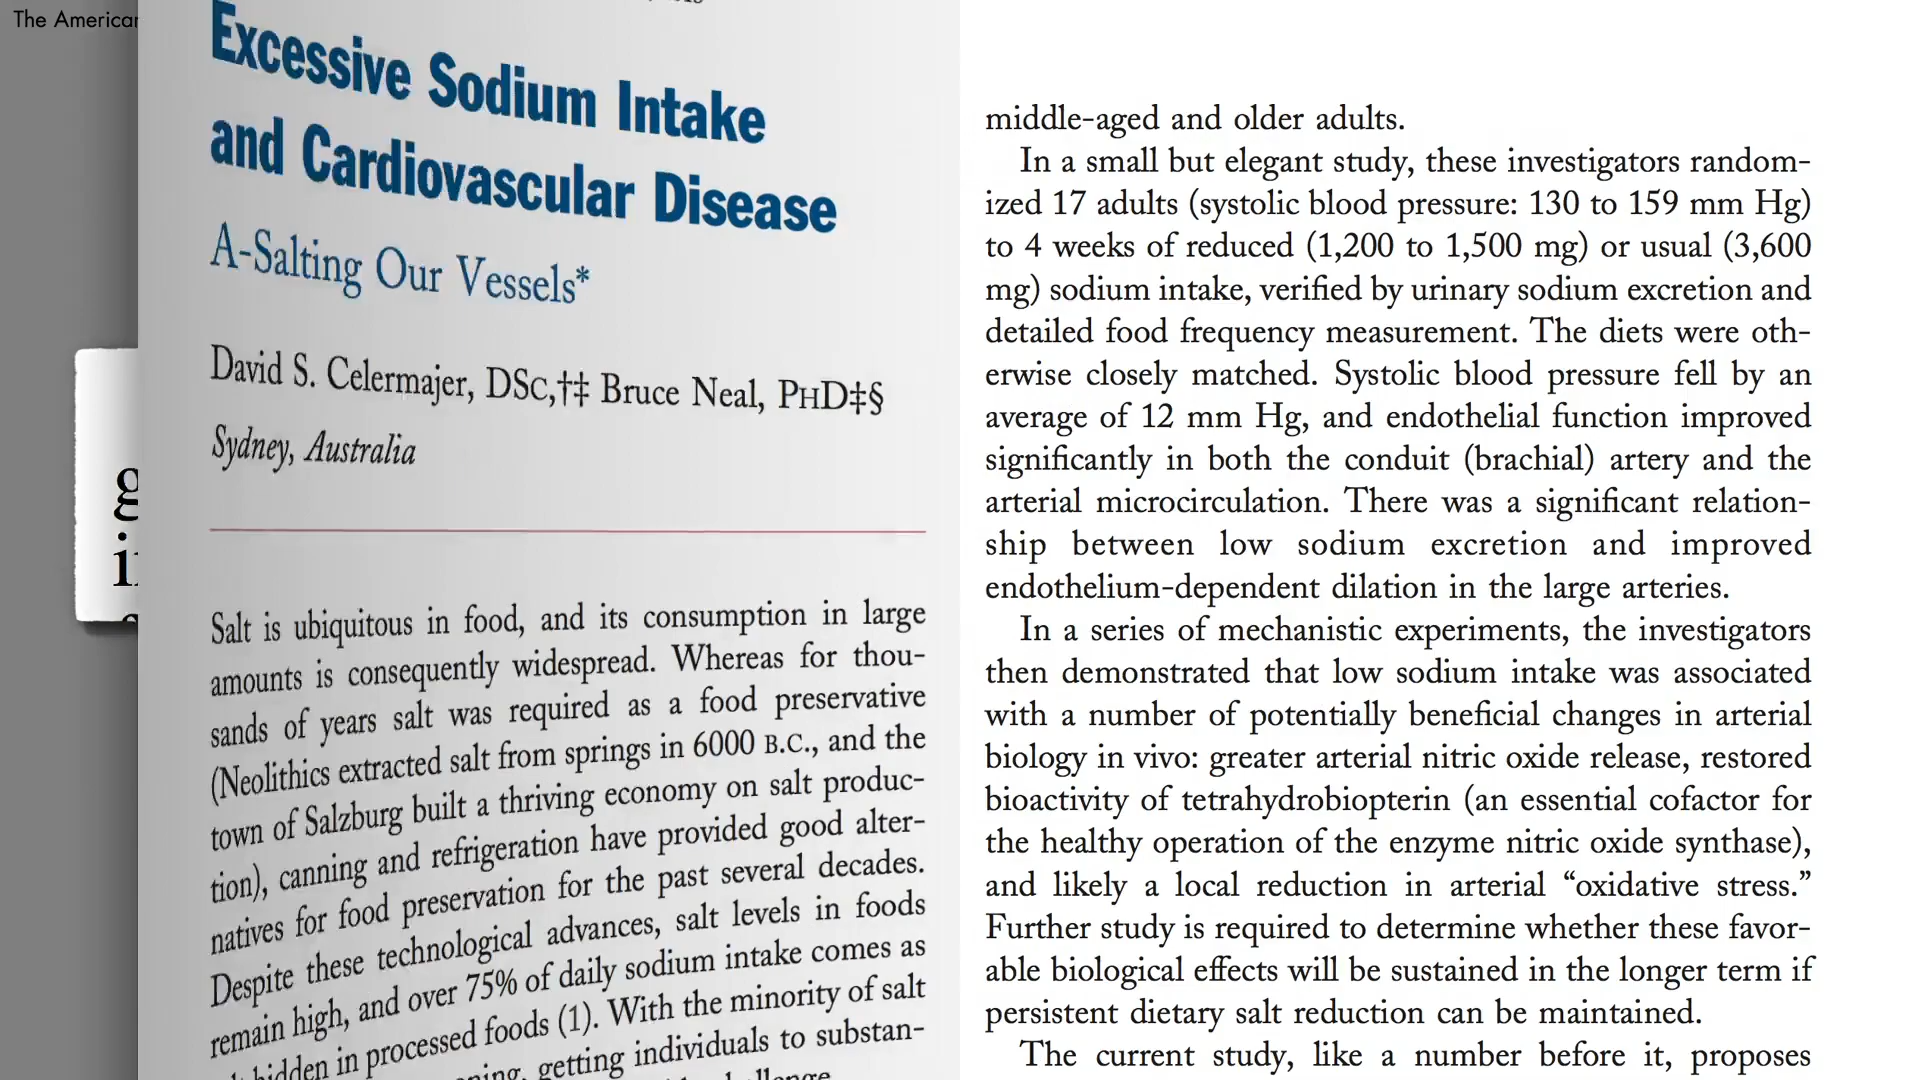 The American
Excessive Sodium Intake
and Cardiovascular Disease
A-Salting Our Vessels*
David S. Celermajer, DSc,†‡ Bruce Neal, PhD‡§
Sydney, Australia
Salt is ubiquitous in food, and its consumption in large
amounts is consequently widespread. Whereas for thou-
sands of years salt was required as a food preservative
(Neolithics extracted salt from springs in 6000 B.C., and the
town of Salzburg built a thriving economy on salt produc-
tion), canning and refrigeration have provided good alter-
natives for food preservation for the past several decades.
Despite these technological advances, salt levels in foods
remain high, and over 75% of daily sodium intake comes as
hidden in processed foods (1). With the minority of salt
getting individuals to substan-
middle-aged and older adults.
In a small but elegant study, these investigators random-
ized 17 adults (systolic blood pressure: 130 to 159 mm Hg)
to 4 weeks of reduced (1,200 to 1,500 mg) or usual (3,600
mg) sodium intake, verified by urinary sodium excretion and
detailed food frequency measurement. The diets were oth-
erwise closely matched. Systolic blood pressure fell by an
average of 12 mm Hg, and endothelial function improved
significantly in both the conduit (brachial) artery and the
arterial microcirculation. There was a significant relation-
ship between low sodium excretion and improved
endothelium-dependent dilation in the large arteries.
In a series of mechanistic experiments, the investigators
then demonstrated that low sodium intake was associated
with a number of potentially beneficial changes in arterial
biology in vivo: greater arterial nitric oxide release, restored
bioactivity of tetrahydrobiopterin (an essential cofactor for
the healthy operation of the enzyme nitric oxide synthase),
and likely a local reduction in arterial “oxidative stress.”
Further study is required to determine whether these favor-
able biological effects will be sustained in the longer term if
persistent dietary salt reduction can be maintained.
The current study, like a number before it, proposes